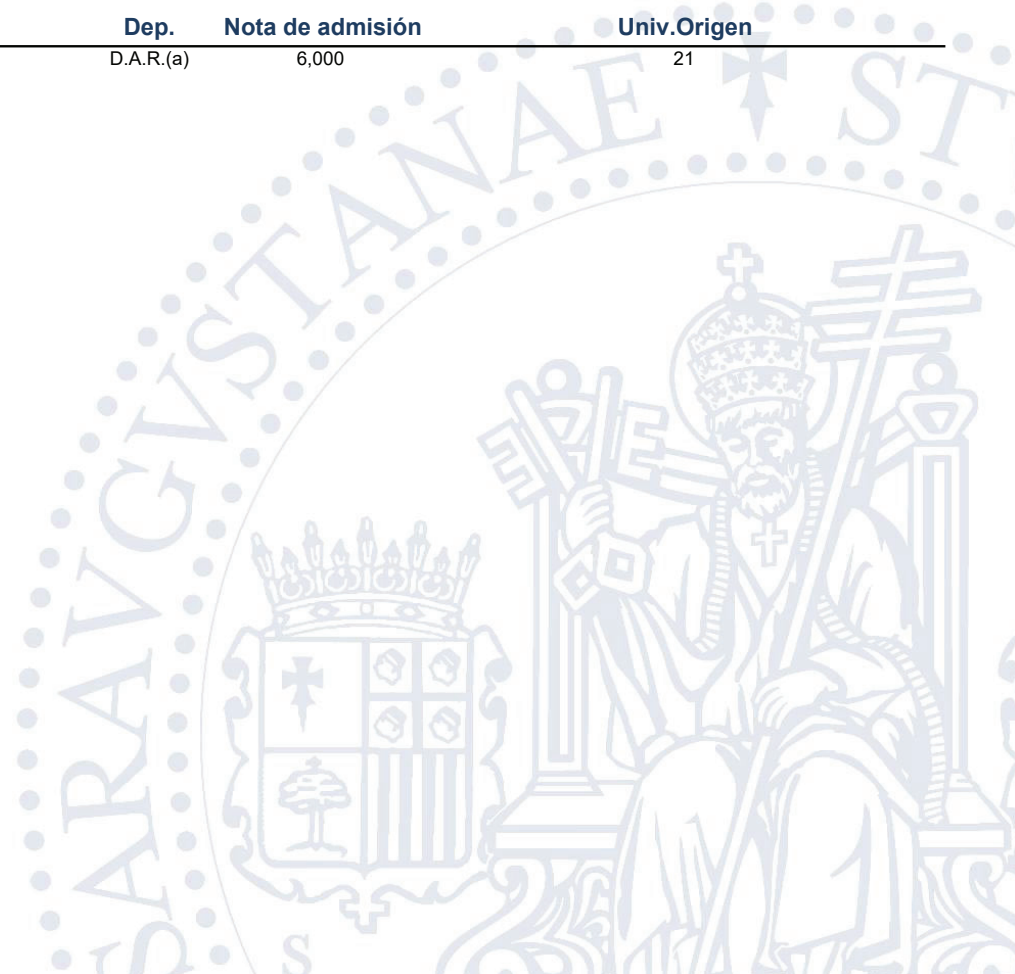 Dep. Nota de admisión Univ.Origen
D.A.R.(a) 6,000 21
SARAVGVSTANAE ST
S